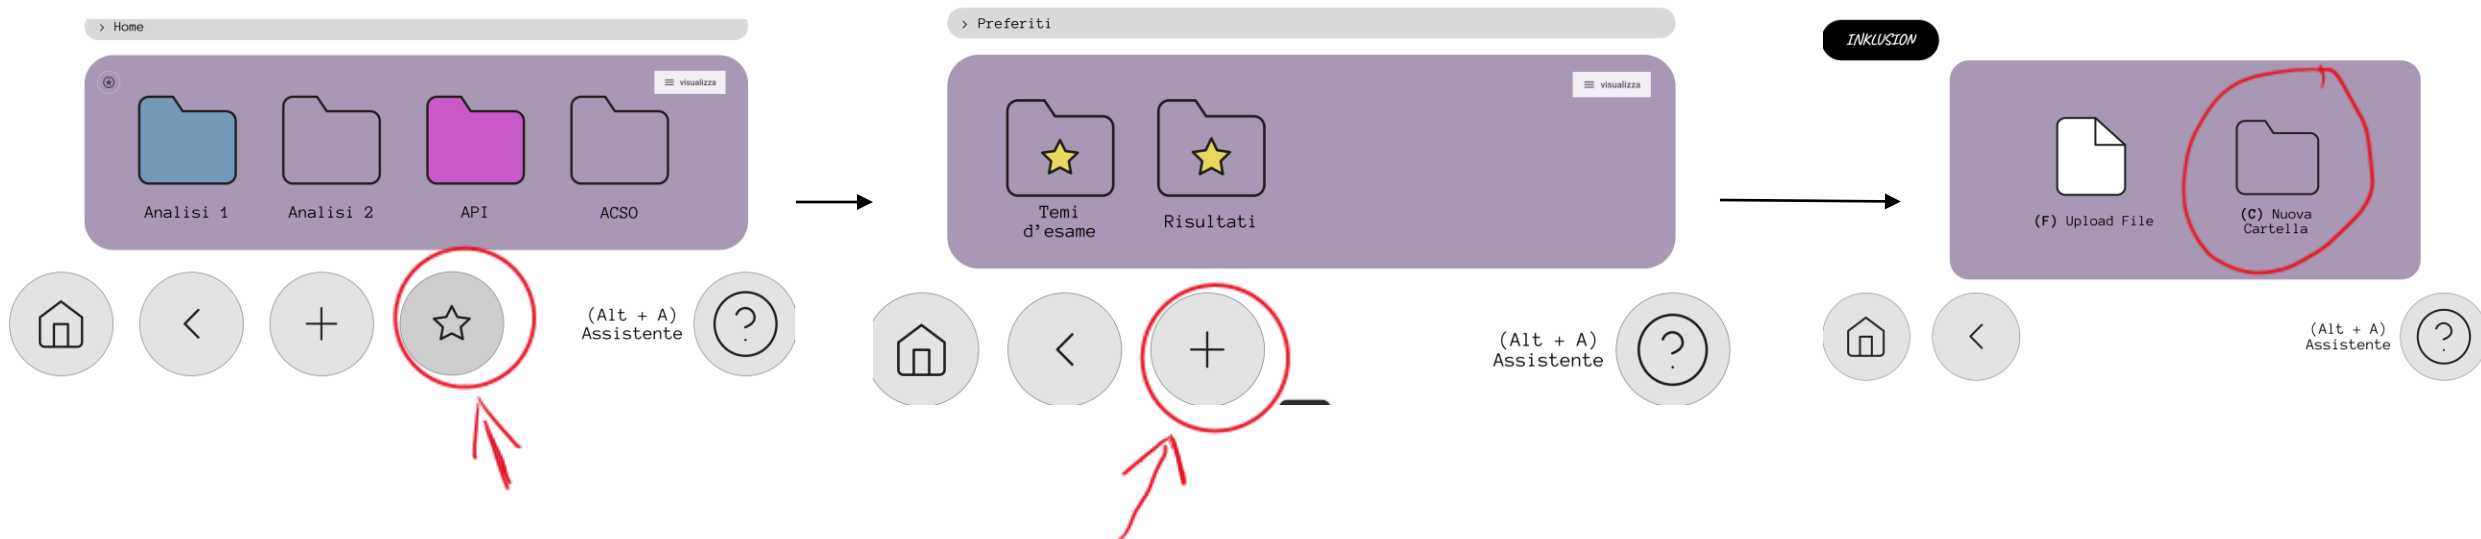 > Home
visualizza
Analisi 1
Analisi 2
API
ACSO
(Alt + A)
Assistente
> Preferiti
visualizza
Temi
d'esame
Risultati
(Alt + A)
Assistente
INKLUSION
(F) Upload File
(C) Nuova
Cartella
(Alt + A)
Assistente